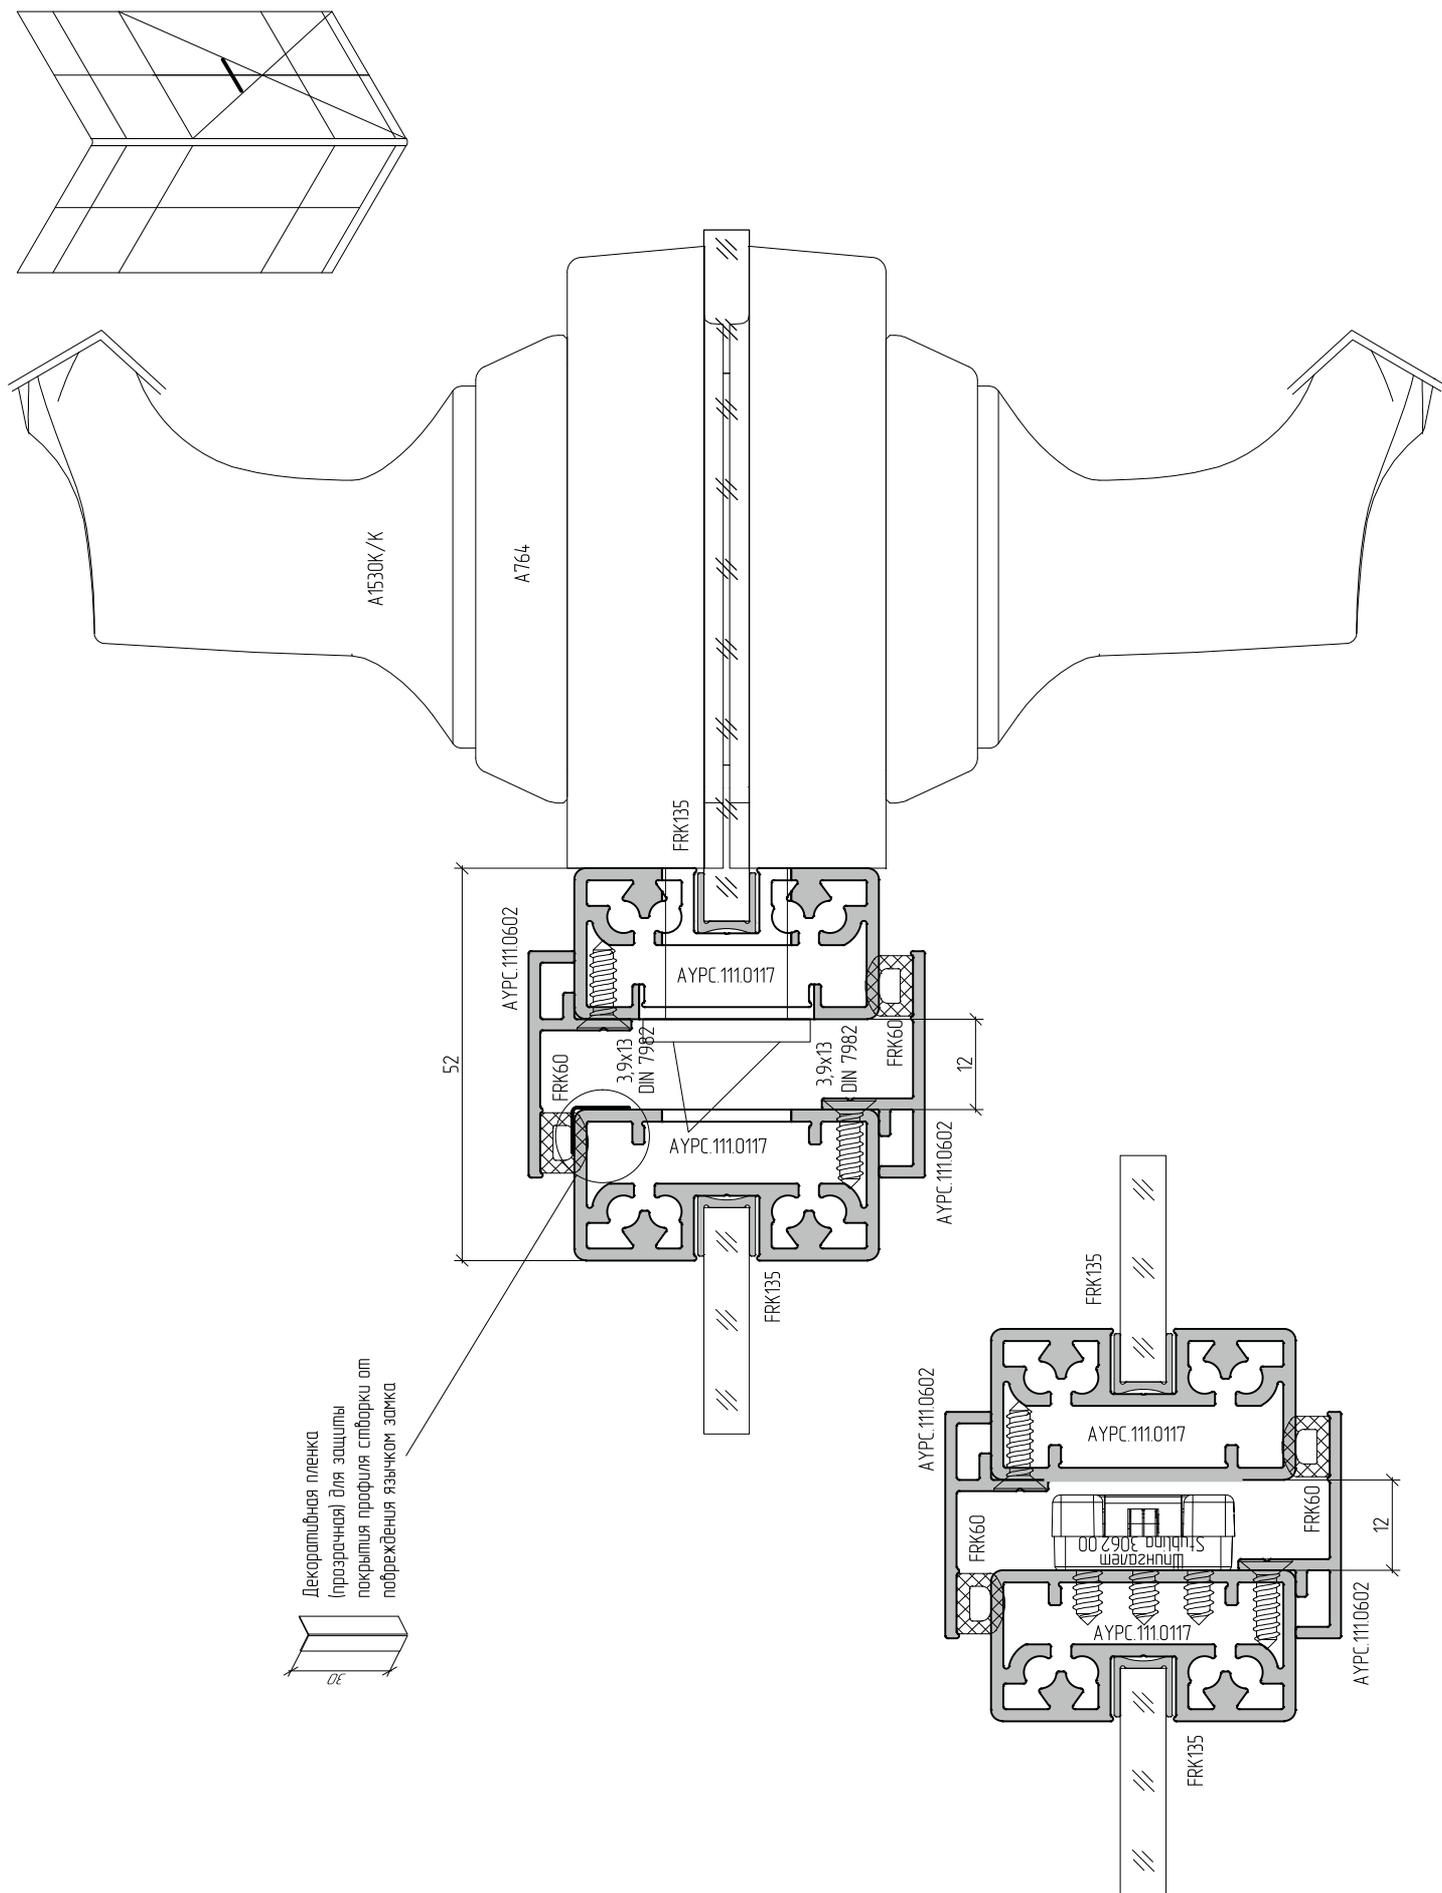 A1530K/K
A764
FRK135
52
AYPC.111.0602
AYPC.111.0117
FRK60
3,9x13
DIN 7982
3,9x13
DIN 7982
FRK60
12
AYPC.111.0117
AYPC.111.0602
FRK135
Декоративная пленка
(прозрачная) для защиты
покрытия профиля створки от
повреждения язычком замка
30
FRK135
AYPC.111.0602
AYPC.111.0117
FRK60
Шпингалет
Stublina 3062.00
FRK60
12
AYPC.111.0117
AYPC.111.0602
FRK135